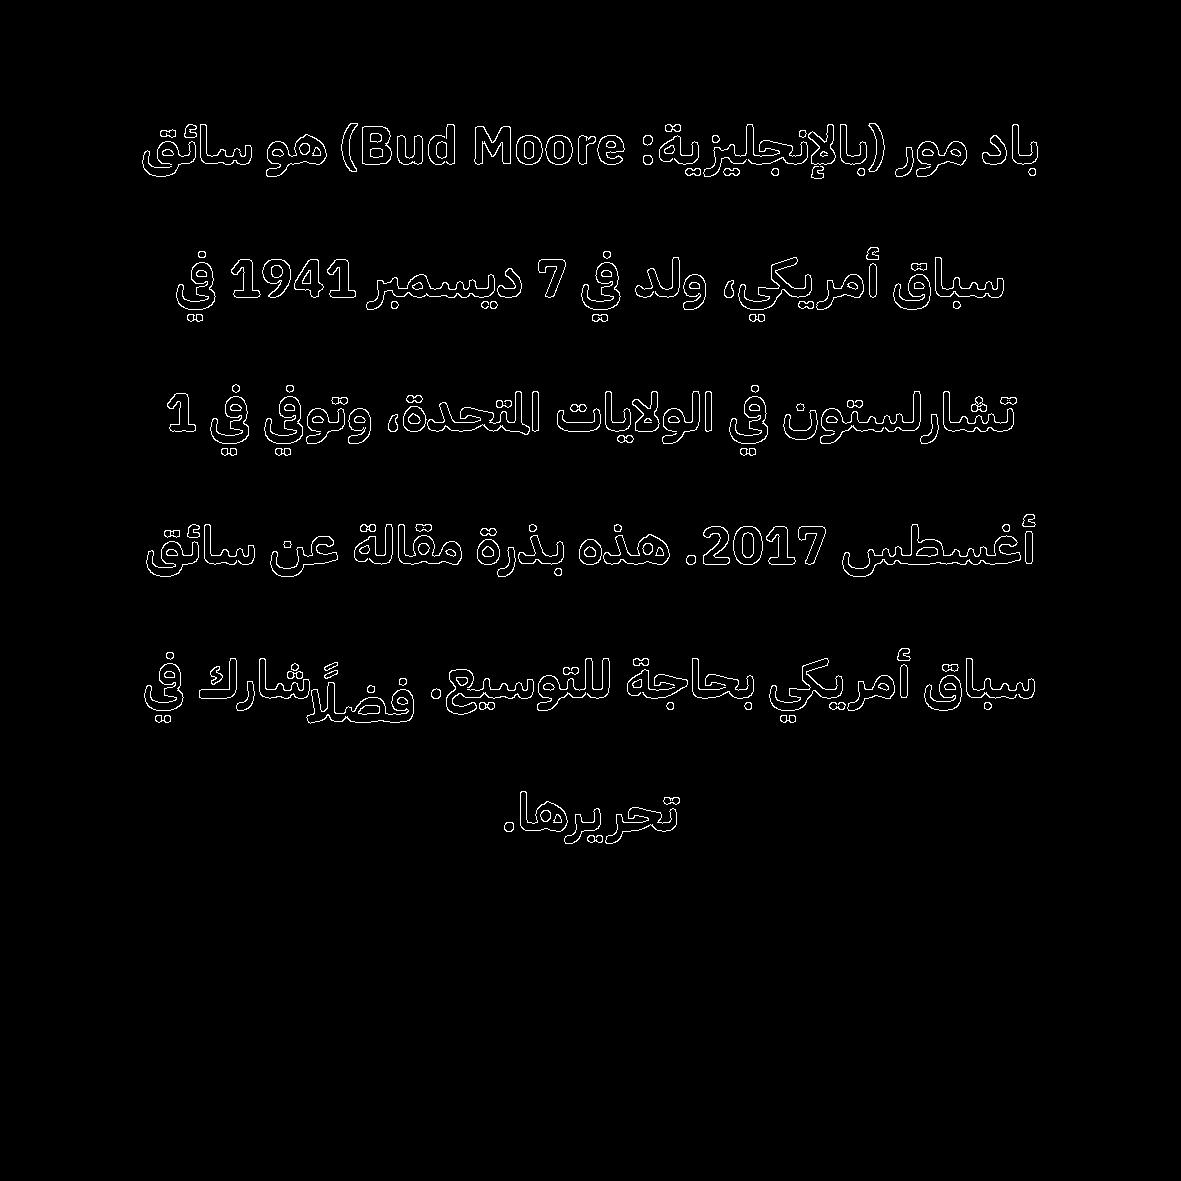 باد مور (بالإنجليزية: Bud Moore) هو سائق
سباق أمريكي، ولد في 7 ديسمبر 1941 في
تشارلستون في الولايات المتحدة، وتوفي في 1
أغسطس 2017. هذه بذرة مقالة عن سائق
سباق أمريكي بحاجة للتوسيع. فضلًاشارك في
تحريرها.